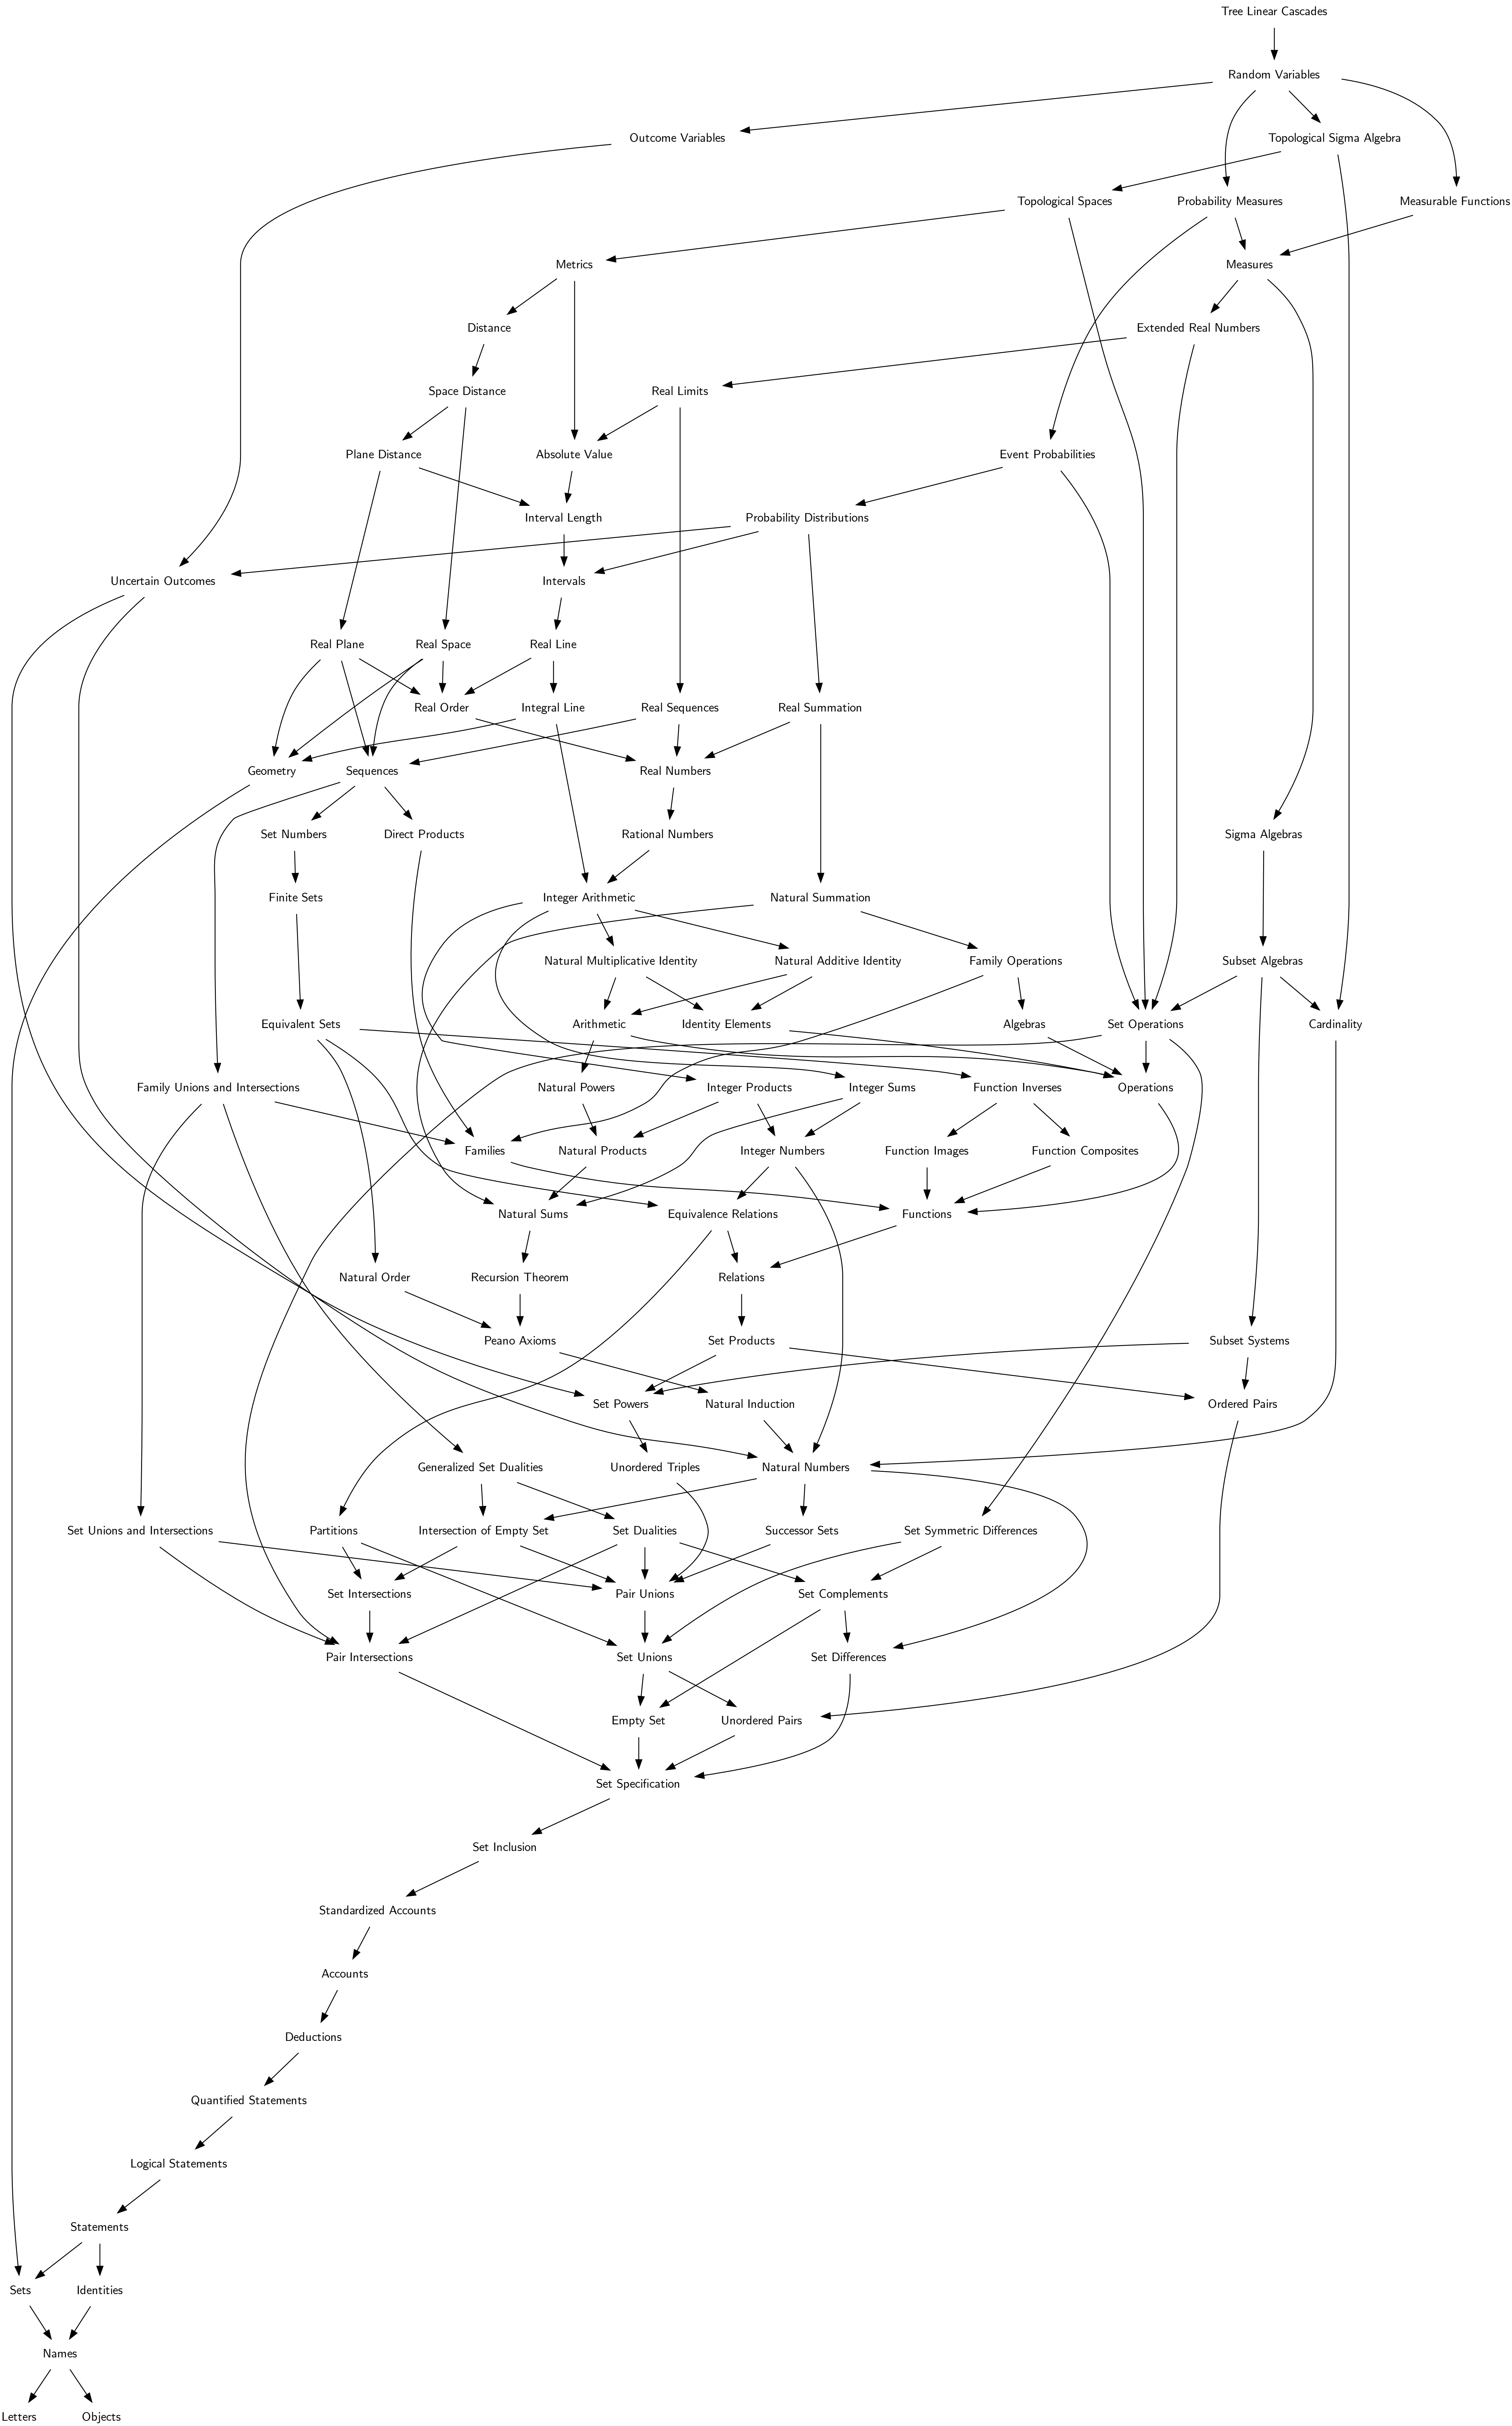 Tree Linear Cascades
Random Variables
Outcome Variables
Topological Sigma Algebra
Topological Spaces
Probability Measures
Measurable Functions
Metrics
Measures
Distance
Extended Real Numbers
Space Distance
Real Limits
Plane Distance
Absolute Value
Event Probabilities
Interval Length
Probability Distributions
Uncertain Outcomes
Intervals
Real Plane
Real Space
Real Line
Real Order
Integral Line
Real Sequences
Real Summation
Geometry
Sequences
Real Numbers
Set Numbers
Direct Products
Rational Numbers
Sigma Algebras
Finite Sets
Integer Arithmetic
Natural Summation
Natural Multiplicative Identity
Natural Additive Identity
Family Operations
Subset Algebras
Equivalent Sets
Arithmetic
Identity Elements
Algebras
Set Operations
Cardinality
Family Unions and Intersections
Natural Powers
Integer Products
Integer Sums
Function Inverses
Operations
Families
Natural Products
Integer Numbers
Function Images
Function Composites
Natural Sums
Equivalence Relations
Functions
Natural Order
Recursion Theorem
Relations
Peano Axioms
Set Products
Subset Systems
Set Powers
Natural Induction
Ordered Pairs
Generalized Set Dualities
Unordered Triples
Natural Numbers
Set Unions and Intersections
Partitions
Intersection of Empty Set
Set Dualities
Successor Sets
Set Symmetric Differences
Set Intersections
Pair Unions
Set Complements
Pair Intersections
Set Unions
Set Differences
Empty Set
Unordered Pairs
Set Specification
Set Inclusion
Standardized Accounts
Accounts
Deductions
Quantified Statements
Logical Statements
Statements
Sets
Identities
Names
Letters
Objects